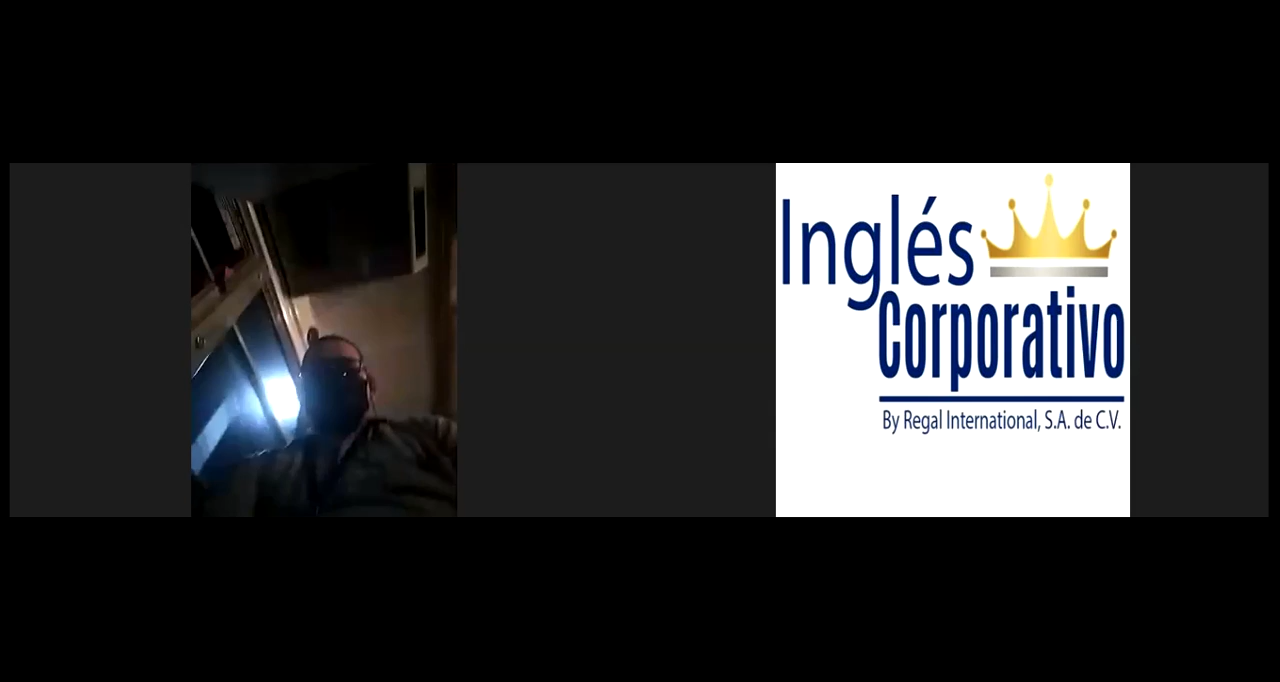 Inglés
Corporativo
By Regal International, S.A. de C.V.